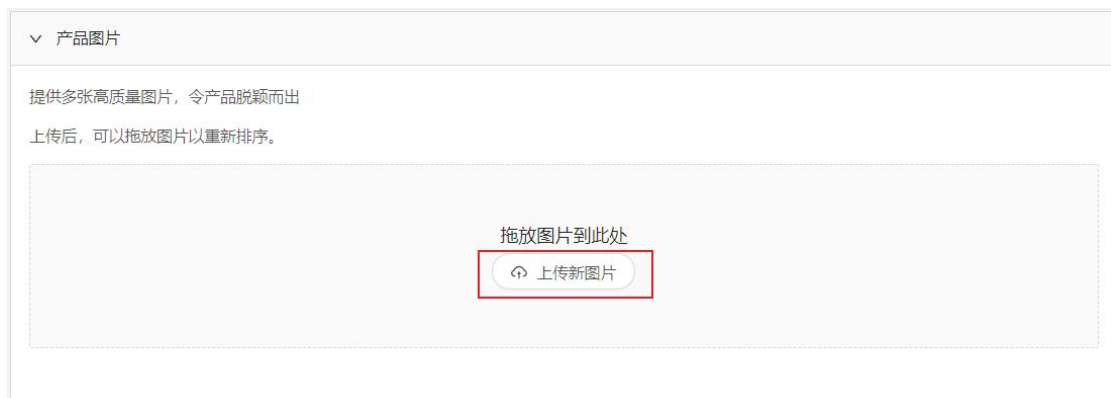 产品图片
提供多张高质量图片，令产品脱颖而出
上传后，可以拖放图片以重新排序。
拖放图片到此处
上传新图片